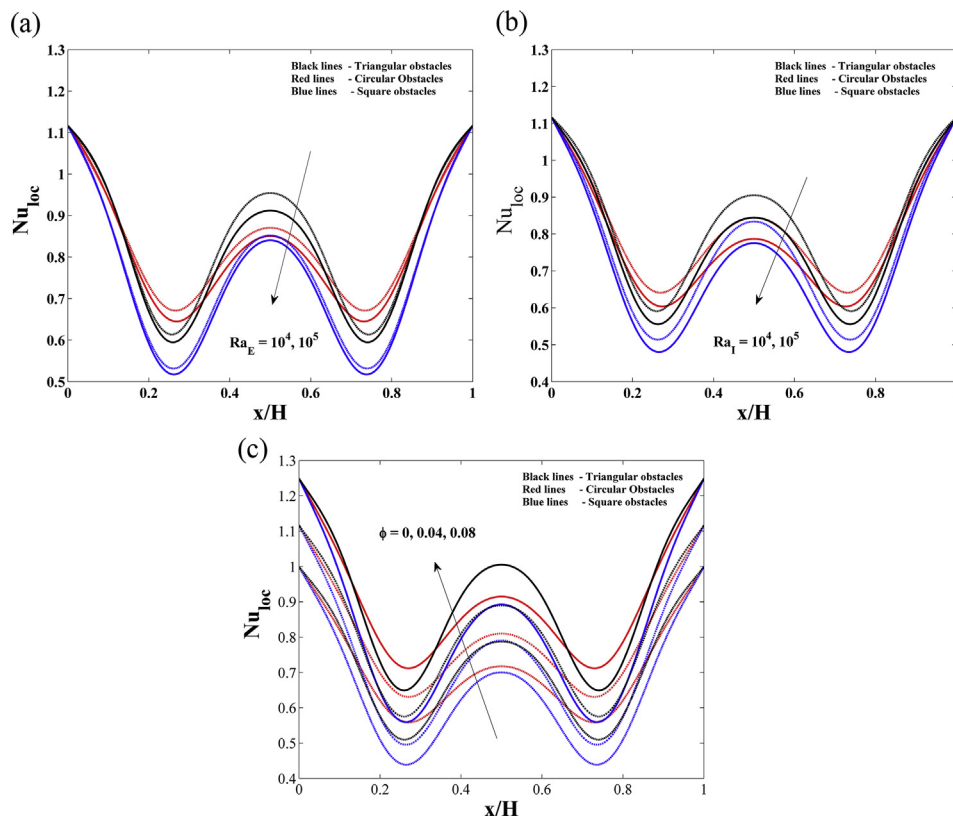 (a)
1.3
1.2
1.1
1
0.9
0.8
0.7
0.6
0.5
Nu_loc
Black lines - Triangular obstacles
Red lines - Circular Obstacles
Blue lines - Square obstacles
Ra_E = 10^4, 10^5
0 0.2 0.4 0.6 0.8 1
x/H
(b)
1.3
1.2
1.1
1
0.9
0.8
0.7
0.6
0.5
0.4
Nu_loc
Black lines - Triangular obstacles
Red lines - Circular Obstacles
Blue lines - Square obstacles
Ra_I = 10^4, 10^5
0 0.2 0.4 0.6 0.8
x/H
(c)
1.3
1.2
1.1
1
0.9
0.8
0.7
0.6
0.5
0.4
Nu_loc
Black lines - Triangular obstacles
Red lines - Circular Obstacles
Blue lines - Square obstacles
ϕ = 0, 0.04, 0.08
0 0.2 0.4 0.6 0.8 1
x/H